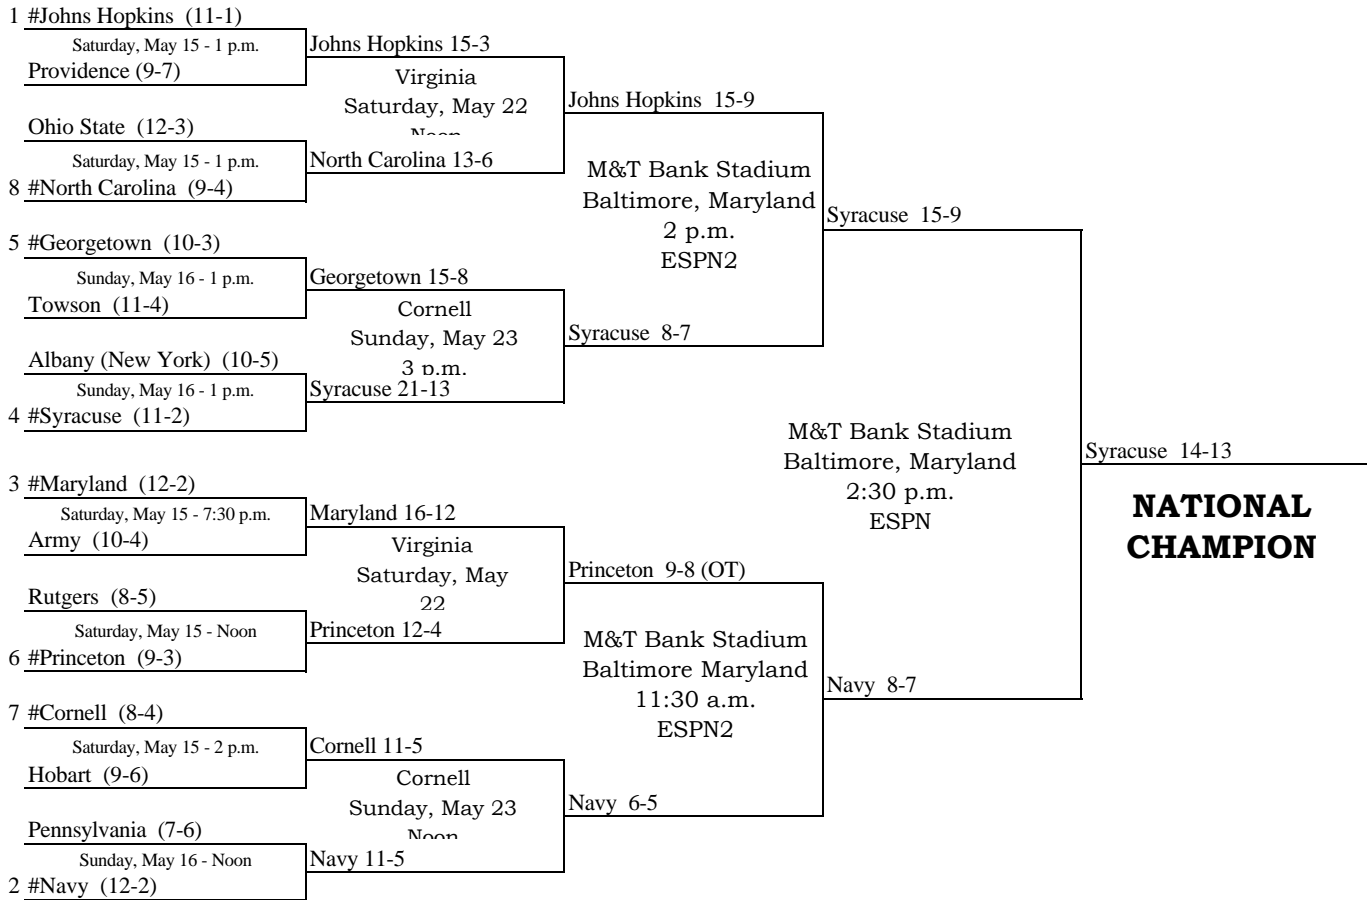 1 #Johns Hopkins (11-1)
Saturday, May 15 - 1 p.m.
Providence (9-7)
Ohio State (12-3)
Saturday, May 15 - 1 p.m.
8 #North Carolina (9-4)
5 #Georgetown (10-3)
Sunday, May 16 - 1 p.m.
Towson (11-4)
Albany (New York) (10-5)
Sunday, May 16 - 1 p.m.
4 #Syracuse (11-2)
3 #Maryland (12-2)
Saturday, May 15 - 7:30 p.m.
Army (10-4)
Rutgers (8-5)
Saturday, May 15 - Noon
6 #Princeton (9-3)
7 #Cornell (8-4)
Saturday, May 15 - 2 p.m.
Hobart (9-6)
Pennsylvania (7-6)
Sunday, May 16 - Noon
2 #Navy (12-2)
Johns Hopkins 15-3
Virginia
Saturday, May 22
Noon
North Carolina 13-6
Georgetown 15-8
Cornell
Sunday, May 23
3 p.m.
Syracuse 21-13
Maryland 16-12
Virginia
Saturday, May
22
Princeton 12-4
Cornell 11-5
Cornell
Sunday, May 23
Noon
Navy 11-5
Johns Hopkins 15-9
M&T Bank Stadium
Baltimore, Maryland
2 p.m.
ESPN2
Syracuse 8-7
Princeton 9-8 (OT)
M&T Bank Stadium
Baltimore Maryland
11:30 a.m.
ESPN2
Navy 6-5
Syracuse 15-9
M&T Bank Stadium
Baltimore, Maryland
2:30 p.m.
ESPN
Navy 8-7
Syracuse 14-13
NATIONAL
CHAMPION